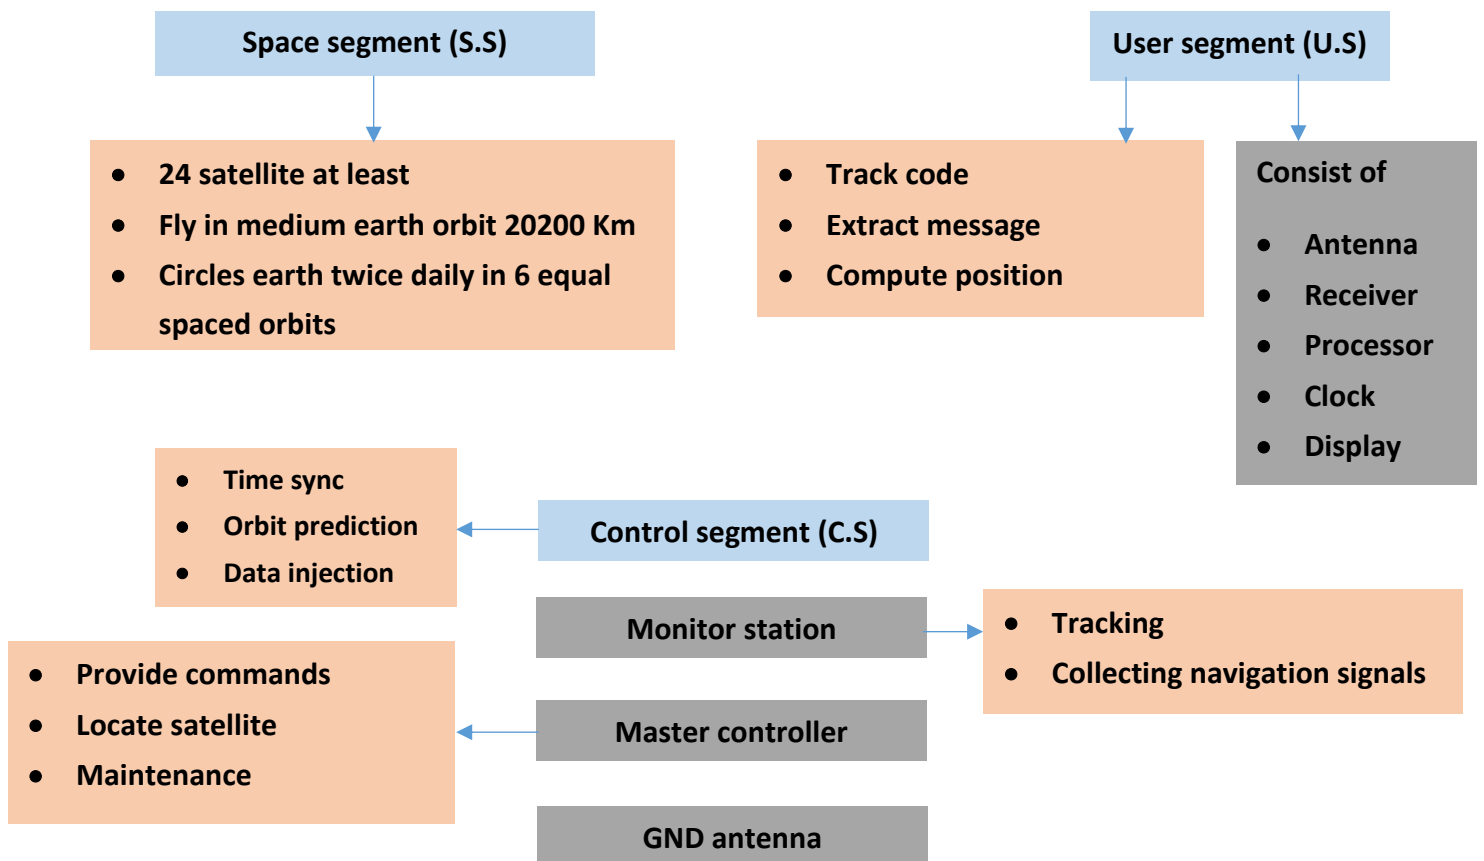 Space segment (S.S)
• 24 satellite at least
• Fly in medium earth orbit 20200 Km
• Circles earth twice daily in 6 equal
spaced orbits
User segment (U.S)
• Track code
• Extract message
• Compute position
Consist of
• Antenna
• Receiver
• Processor
• Clock
• Display
Control segment (C.S)
• Time sync
• Orbit prediction
• Data injection
Monitor station
• Tracking
• Collecting navigation signals
Master controller
• Provide commands
• Locate satellite
• Maintenance
GND antenna